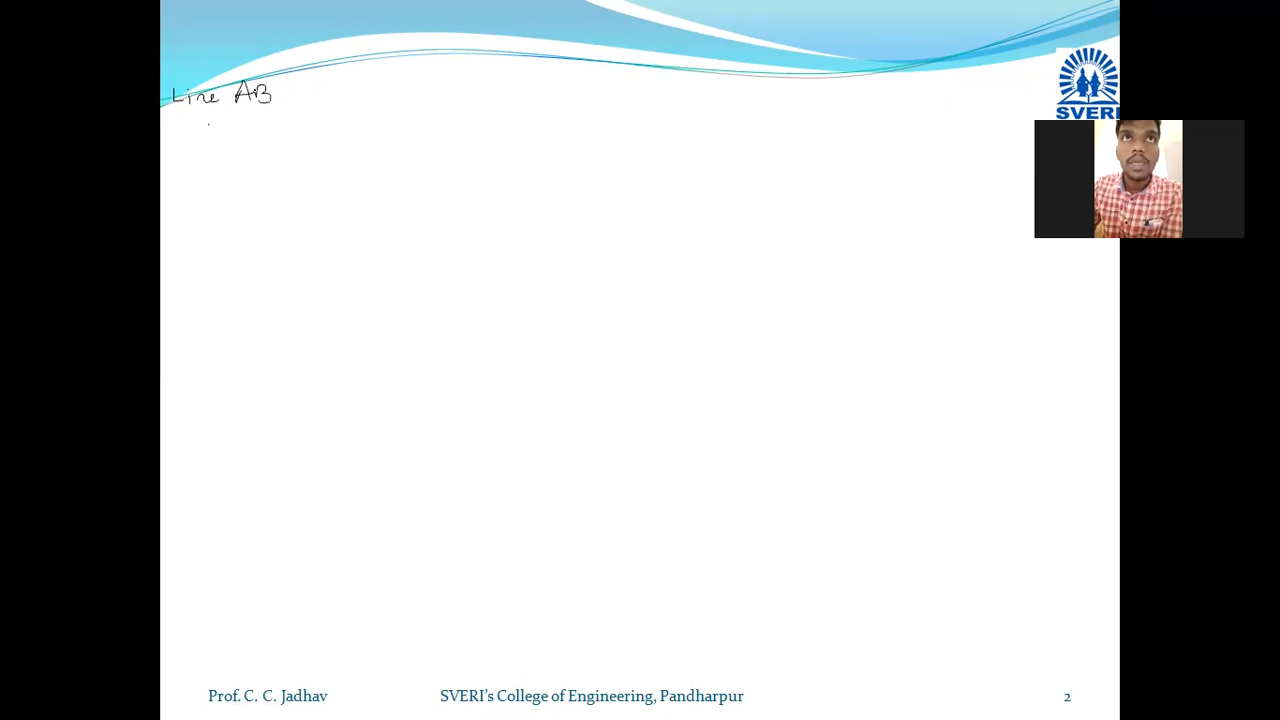 Line AB
SVERI
Prof. C. C. Jadhav
SVERI's College of Engineering, Pandharpur
2